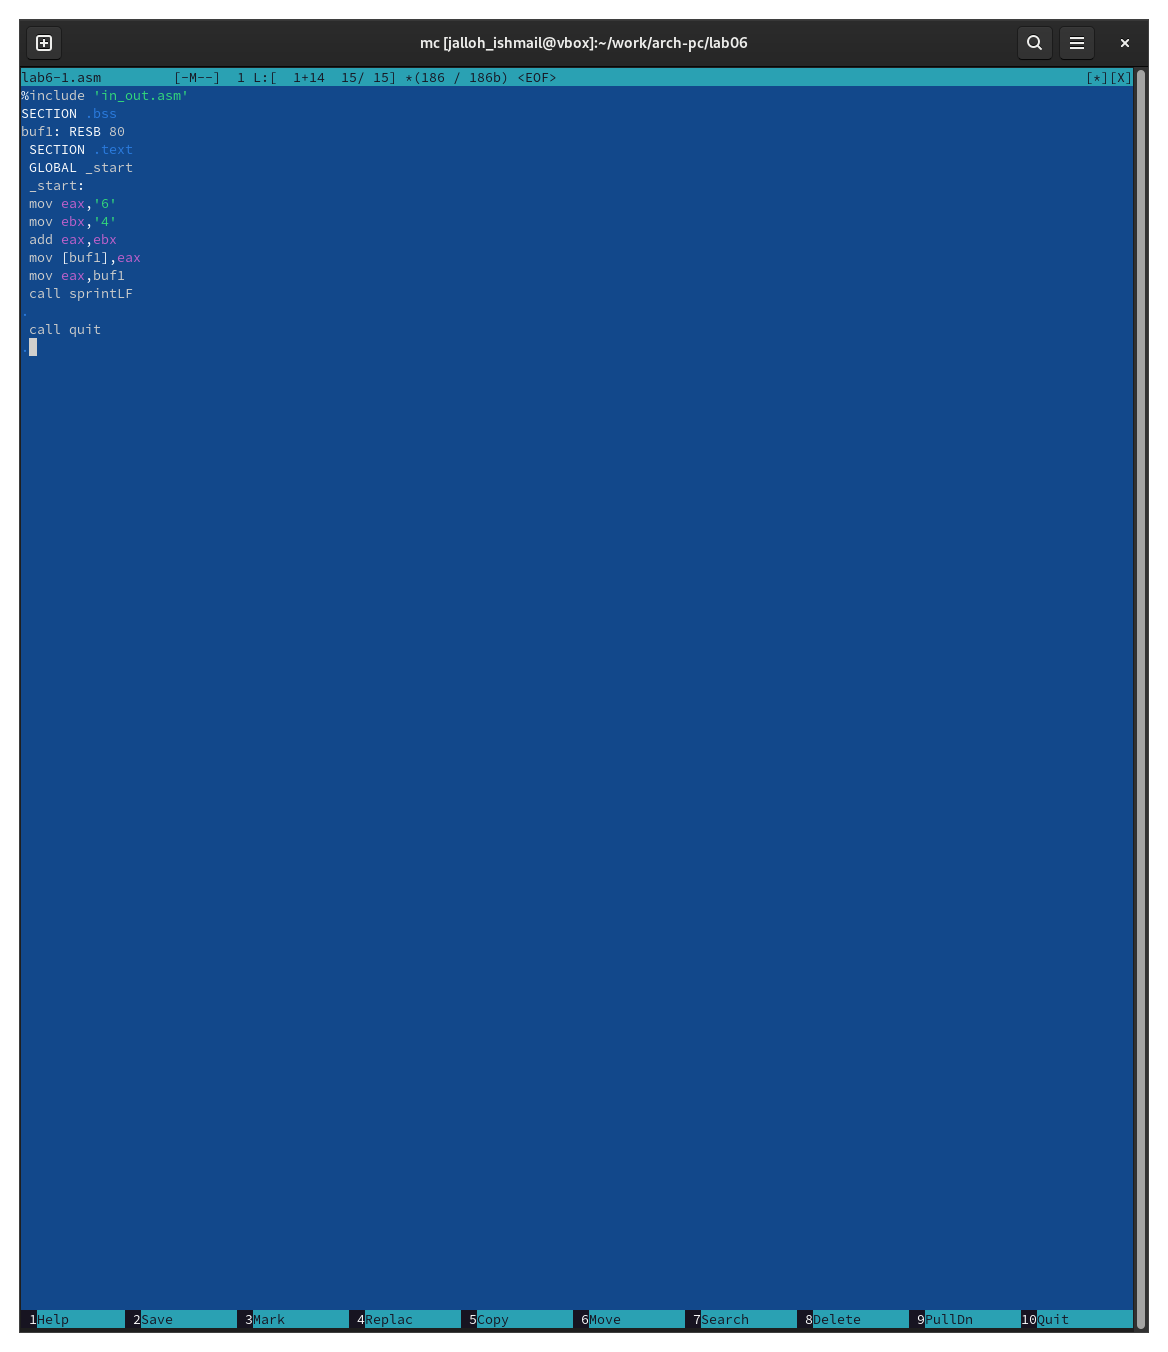 mc [jalloh_ishmail@vbox]:~/work/arch-pc/lab06
lab6-1.asm [-M--] 1 L:[ 1+14 15/ 15] *(186 / 186b) <EOF> [*][X]
%include 'in_out.asm'
SECTION .bss
buf1: RESB 80
SECTION .text
GLOBAL _start
_start:
mov eax,'6'
mov ebx,'4'
add eax,ebx
mov [buf1],eax
mov eax,buf1
call sprintLF
.
call quit
.
1Help 2Save 3Mark 4Replac 5Copy 6Move 7Search 8Delete 9PullDn 10Quit